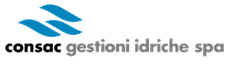 consac gestioni idriche spa